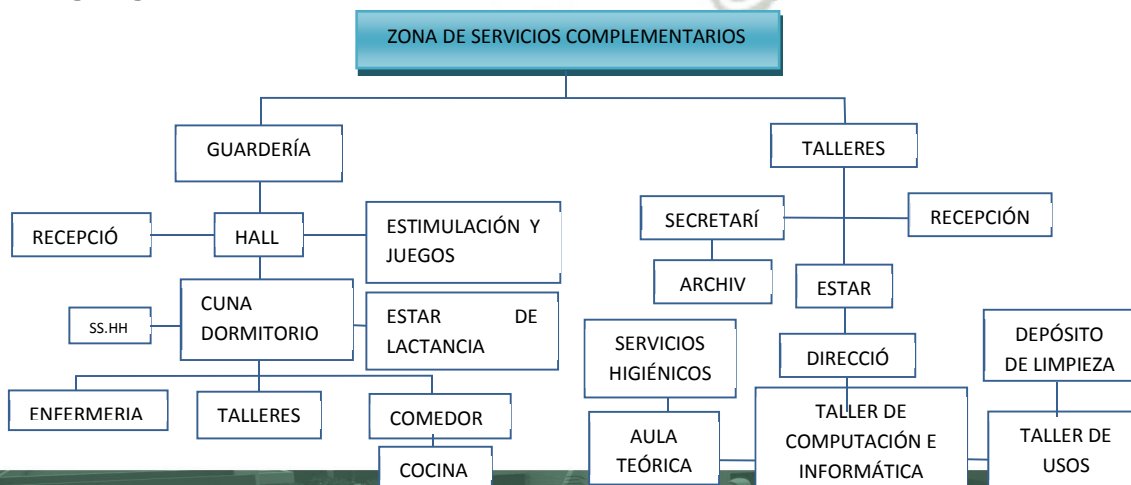 ZONA DE SERVICIOS COMPLEMENTARIOS
GUARDERÍA
TALLERES
RECEPCIÓ
HALL
ESTIMULACIÓN Y
JUEGOS
SECRETARÍ
RECEPCIÓN
ARCHIV
ESTAR
SS.HH
CUNA
DORMITORIO
ESTAR DE
LACTANCIA
SERVICIOS
HIGIÉNICOS
DIRECCIÓ
DEPÓSITO
DE LIMPIEZA
ENFERMERIA
TALLERES
COMEDOR
COCINA
AULA
TEÓRICA
TALLER DE
COMPUTACIÓN E
INFORMÁTICA
TALLER DE
USOS